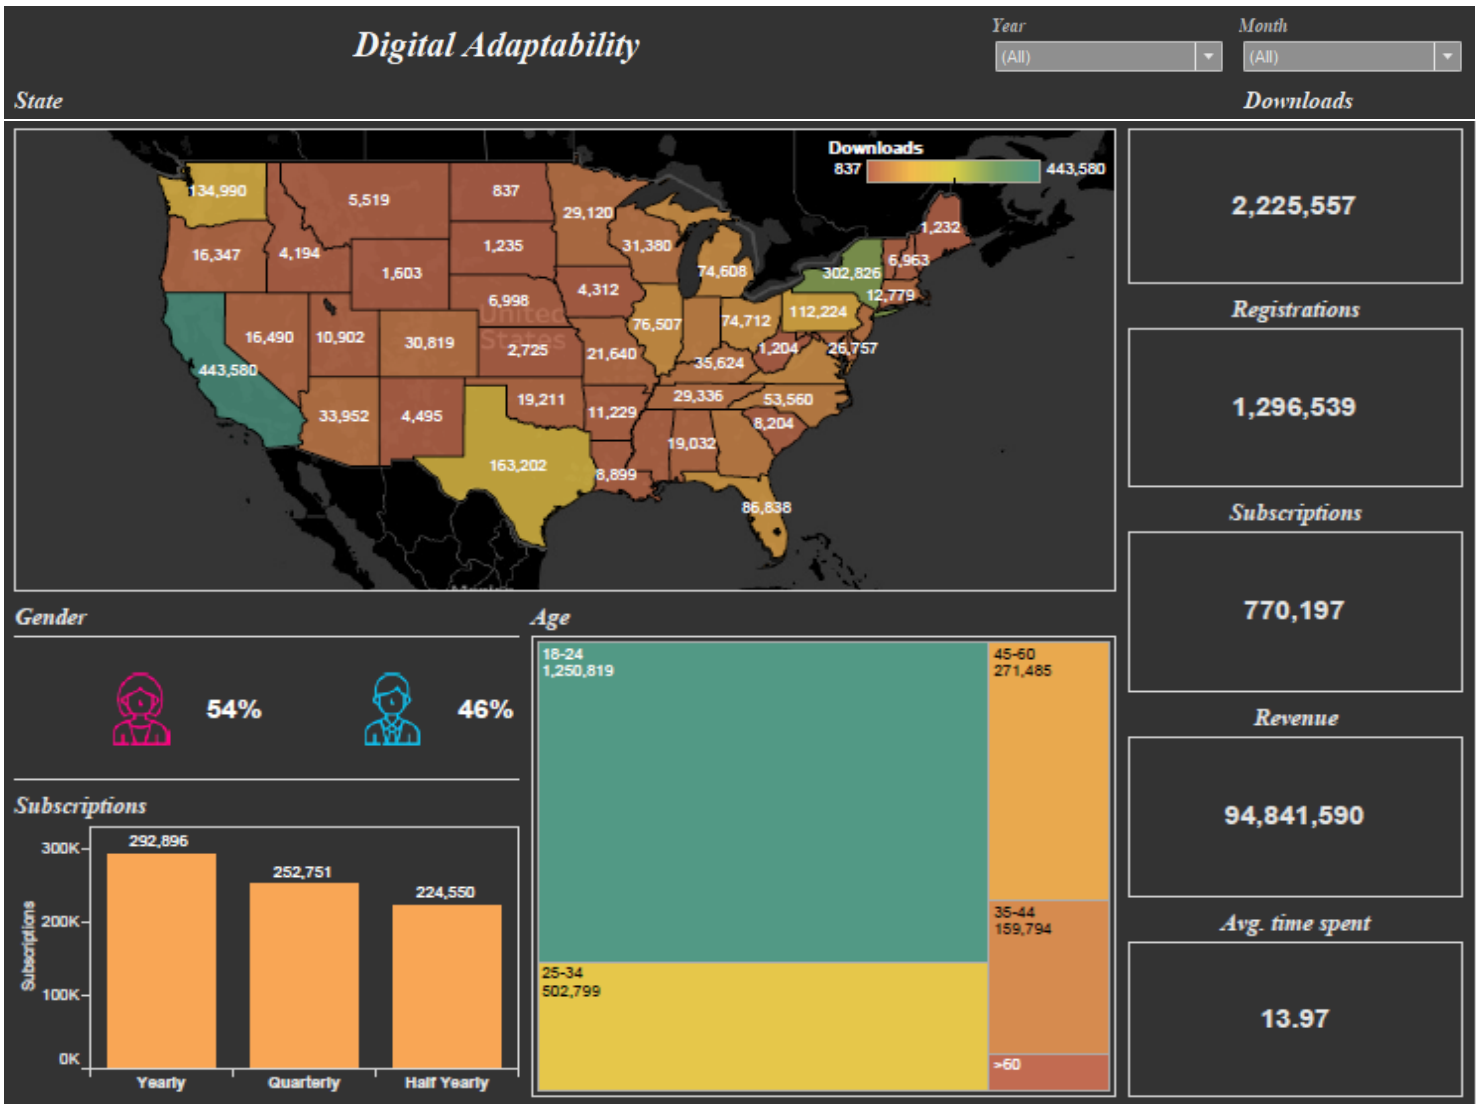 Digital Adaptability
Year
(All)
Month
(All)
State
Downloads
Downloads
837
443,580
134,990
5,519
837
29,120
1,232
16,347
4,194
1,235
31,380
6,963
1,603
74,608
302,826
4,312
12,779
6,998
United
States
16,490
10,902
30,819
2,725
76,507
74,712
112,224
21,640
1,204
26,757
35,624
443,580
33,952
4,495
19,211
11,229
29,336
53,560
8,204
19,032
163,202
8,899
86,838
2,225,557
Registrations
1,296,539
Subscriptions
770,197
Revenue
94,841,590
Avg. time spent
13.97
Gender
54%
46%
Age
18-24
1,250,819
45-60
271,485
35-44
159,794
25-34
502,799
>60
Subscriptions
Subscriptions
300K
200K
100K
0K
292,896
252,751
224,550
Yearly
Quarterly
Half Yearly